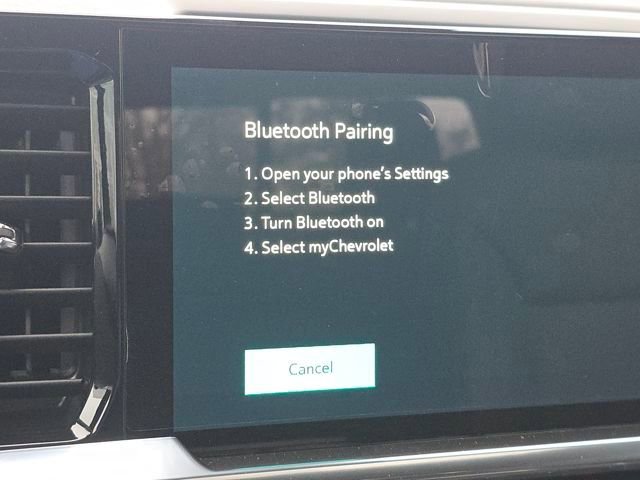 Bluetooth Pairing
1. Open your phone's Settings
2. Select Bluetooth
3. Turn Bluetooth on
4. Select myChevrolet
Cancel